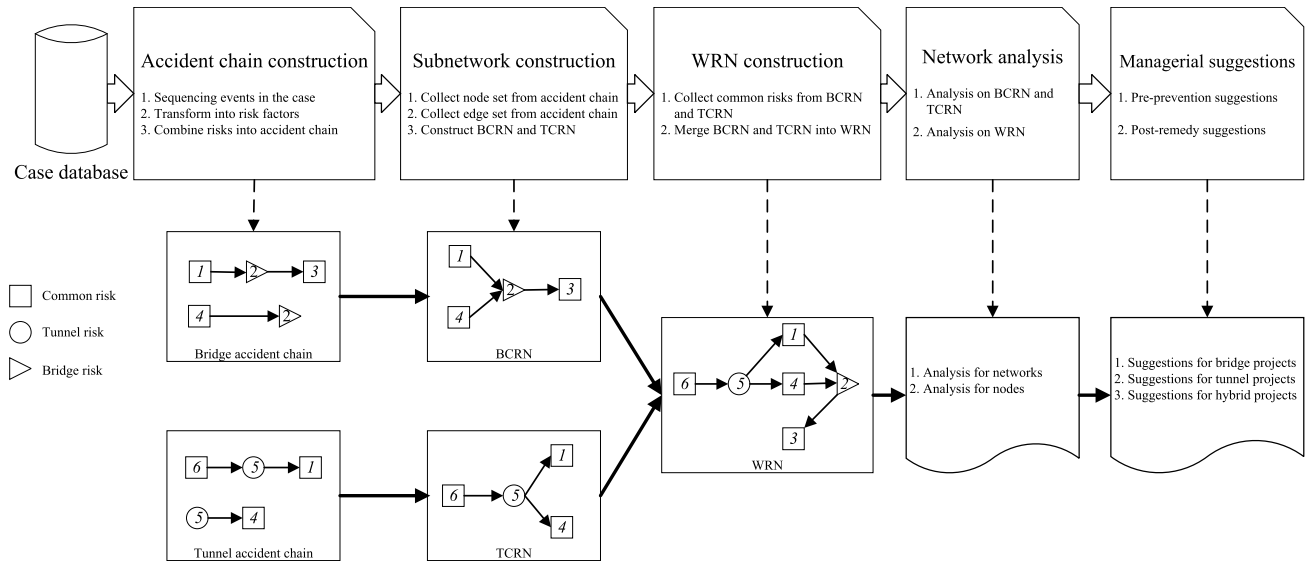 Case database
Accident chain construction
1. Sequencing events in the case
2. Transform into risk factors
3. Combine risks into accident chain
Subnetwork construction
1. Collect node set from accident chain
2. Collect edge set from accident chain
3. Construct BCRN and TCRN
WRN construction
1. Collect common risks from BCRN
and TCRN
2. Merge BCRN and TCRN into WRN
Network analysis
1. Analysis on BCRN and
TCRN
2. Analysis on WRN
Managerial suggestions
1. Pre-prevention suggestions
2. Post-remedy suggestions
Common risk
Tunnel risk
Bridge risk
1 2 3
4 2
Bridge accident chain
6 5 1
5 4
Tunnel accident chain
1
2 3
4
BCRN
1
6 5
4
TCRN
1
6 5 4 2
3
WRN
1. Analysis for networks
2. Analysis for nodes
1. Suggestions for bridge projects
2. Suggestions for tunnel projects
3. Suggestions for hybrid projects